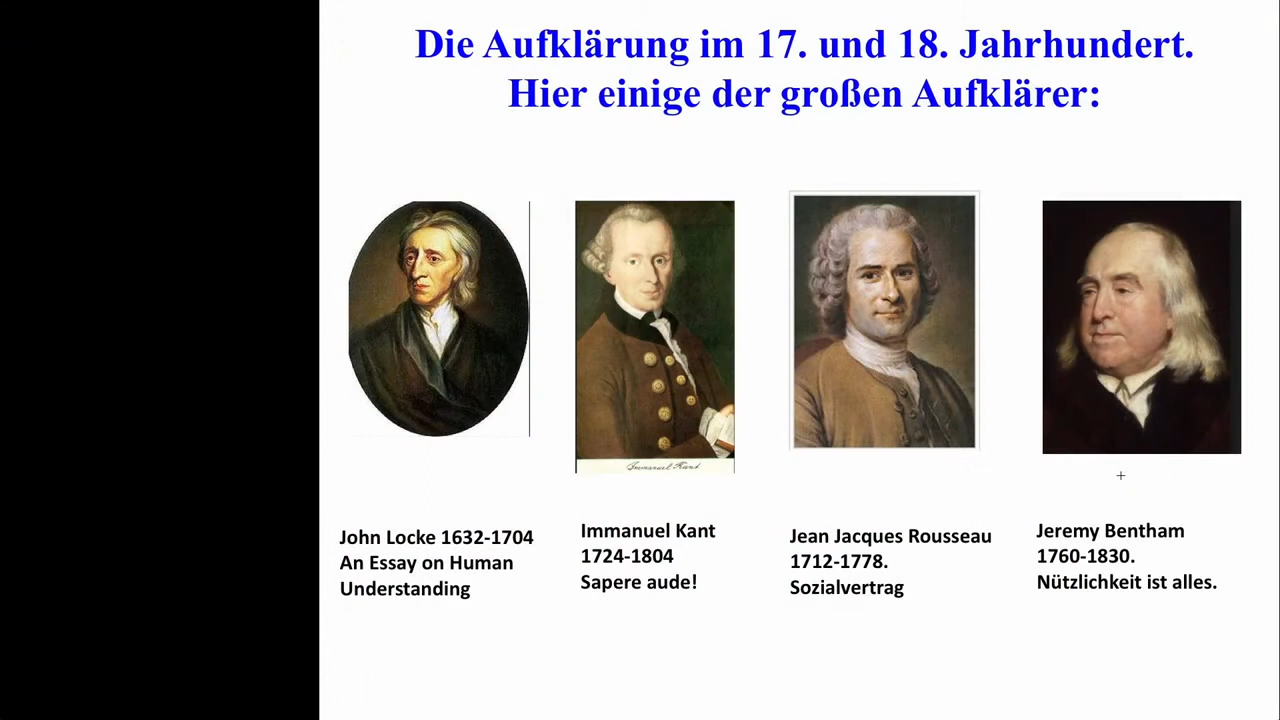 Die Aufklärung im 17. und 18. Jahrhundert.
Hier einige der großen Aufklärer:
Immanuel Kant
John Locke 1632-1704
An Essay on Human
Understanding
Immanuel Kant
1724-1804
Sapere aude!
Jean Jacques Rousseau
1712-1778.
Sozialvertrag
Jeremy Bentham
1760-1830.
Nützlichkeit ist alles.